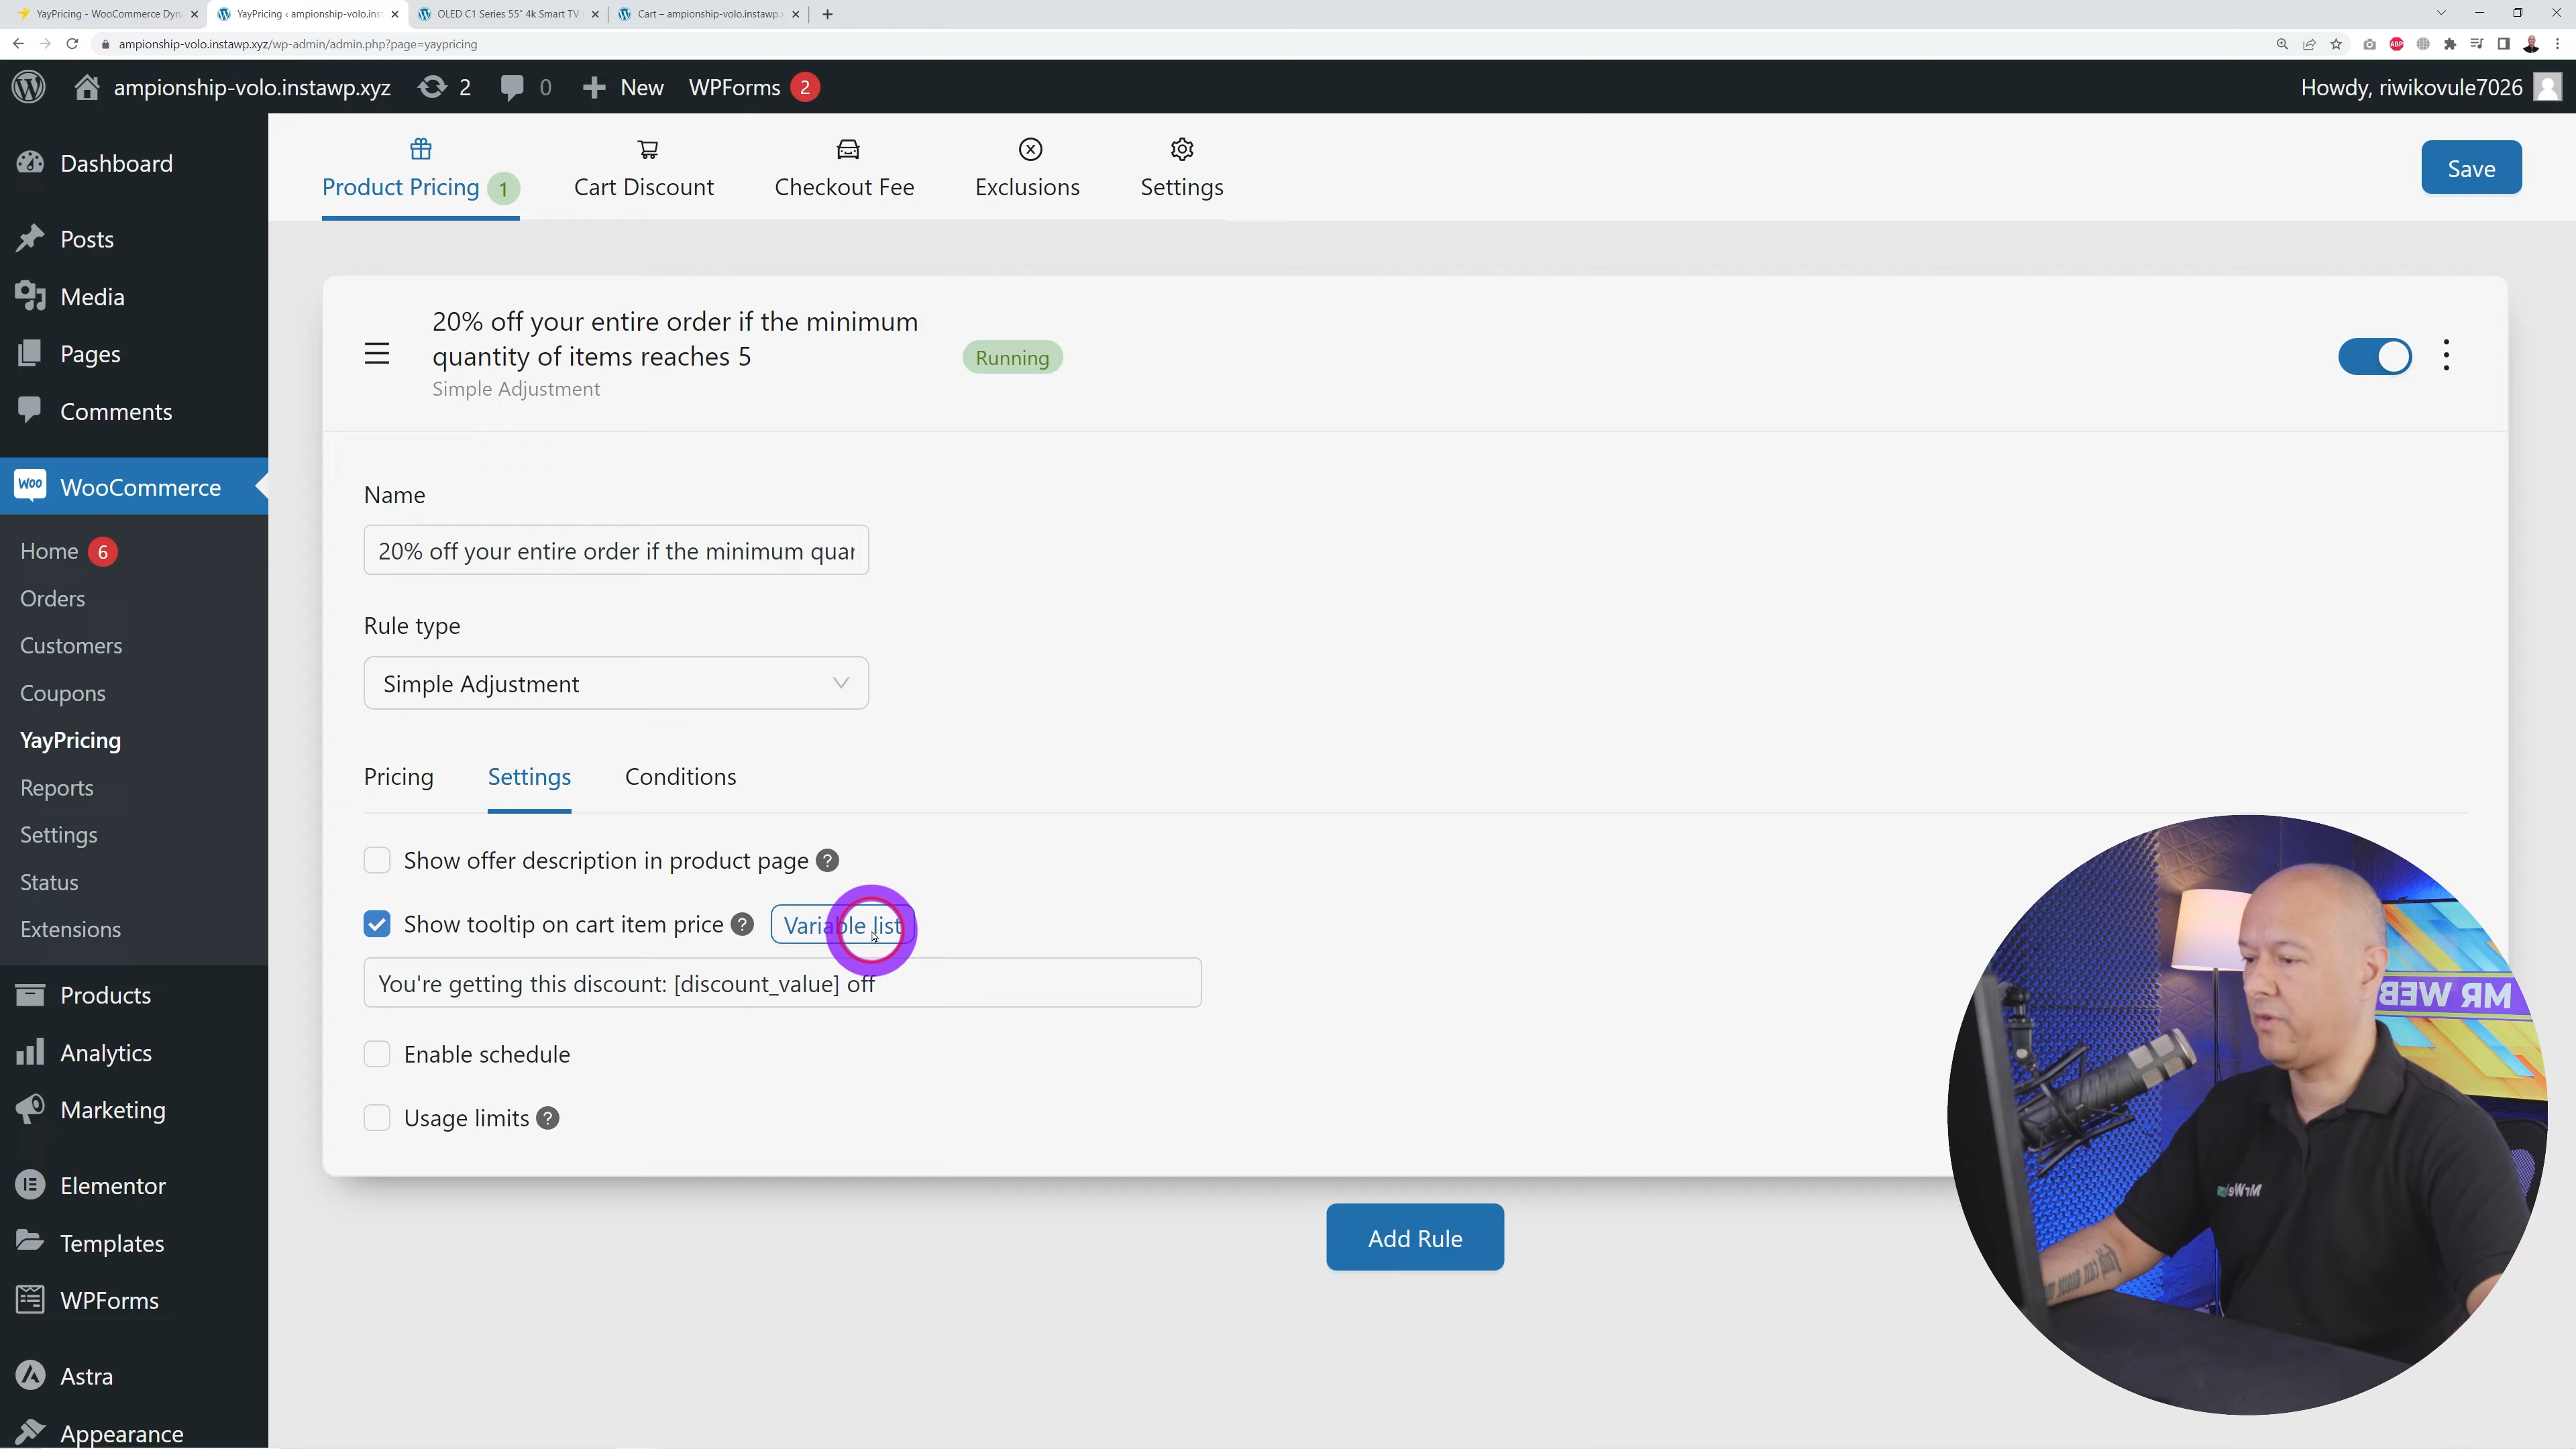 YayPricing - WooCommerce Dyn
YayPricing ‹ ampionship-volo.inst
OLED C1 Series 55" 4k Smart TV
Cart – ampionship-volo.instawp.
ampionship-volo.instawp.xyz/wp-admin/admin.php?page=yaypricing
ABP
ampionship-volo.instawp.xyz
2
0
New
WPForms 2
Howdy, riwikovule7026
Dashboard
Posts
Media
Pages
Comments
Woo WooCommerce
Home 6
Orders
Customers
Coupons
YayPricing
Reports
Settings
Status
Extensions
Products
Analytics
Marketing
Elementor
Templates
WPForms
Astra
Appearance
Product Pricing 1
Cart Discount
Checkout Fee
Exclusions
Settings
Save
20% off your entire order if the minimum
quantity of items reaches 5
Simple Adjustment
Running
Name
20% off your entire order if the minimum quar
Rule type
Simple Adjustment
Pricing
Settings
Conditions
Show offer description in product page ?
Show tooltip on cart item price ?
Variable list
You're getting this discount: [discount_value] off
Enable schedule
Usage limits ?
Add Rule
MR WEB
MrWeb